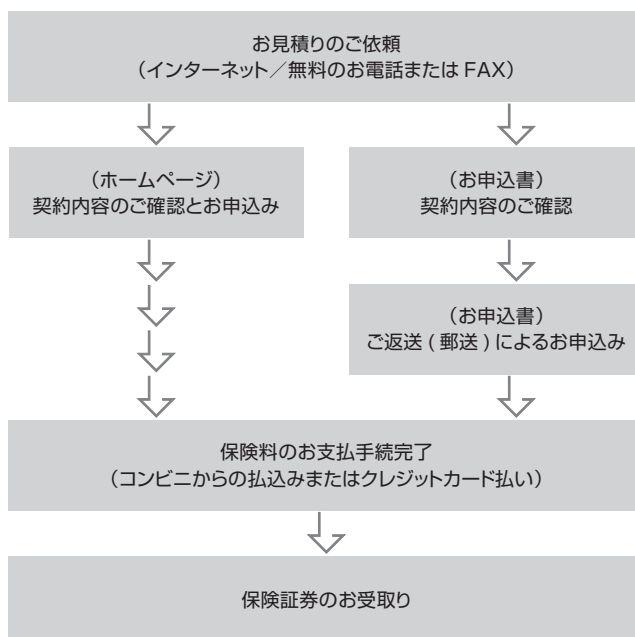 お見積りのご依頼
（インターネット／無料のお電話または FAX）
（ホームページ）
契約内容のご確認とお申込み
（お申込書）
契約内容のご確認
（お申込書）
ご返送 ( 郵送 ) によるお申込み
保険料のお支払手続完了
（コンビニからの払込みまたはクレジットカード払い）
保険証券のお受取り